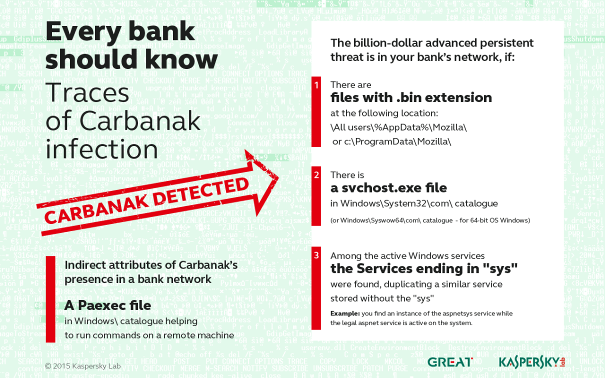 Every bank
should know
Traces
of Carbanak
infection
CARBANAK DETECTED
Indirect attributes of Carbanak's
presence in a bank network
A Paexec file
in Windows\ catalogue helping
to run commands on a remote machine
© 2015 Kaspersky Lab
The billion-dollar advanced persistent
threat is in your bank's network, if:
1
There are
files with .bin extension
at the following location:
\All users\%AppData%\Mozilla\
or c:\ProgramData\Mozilla\
2
There is
a svchost.exe file
in Windows\System32\com\ catalogue
(or Windows\Syswow64\com\ catalogue - for 64-bit OS Windows)
3
Among the active Windows services
the Services ending in "sys"
were found, duplicating a similar service
stored without the "sys"
Example: you find an instance of the aspnetsys service while
the legal aspnet service is active on the system.
GREAT
KASPERSKY lab